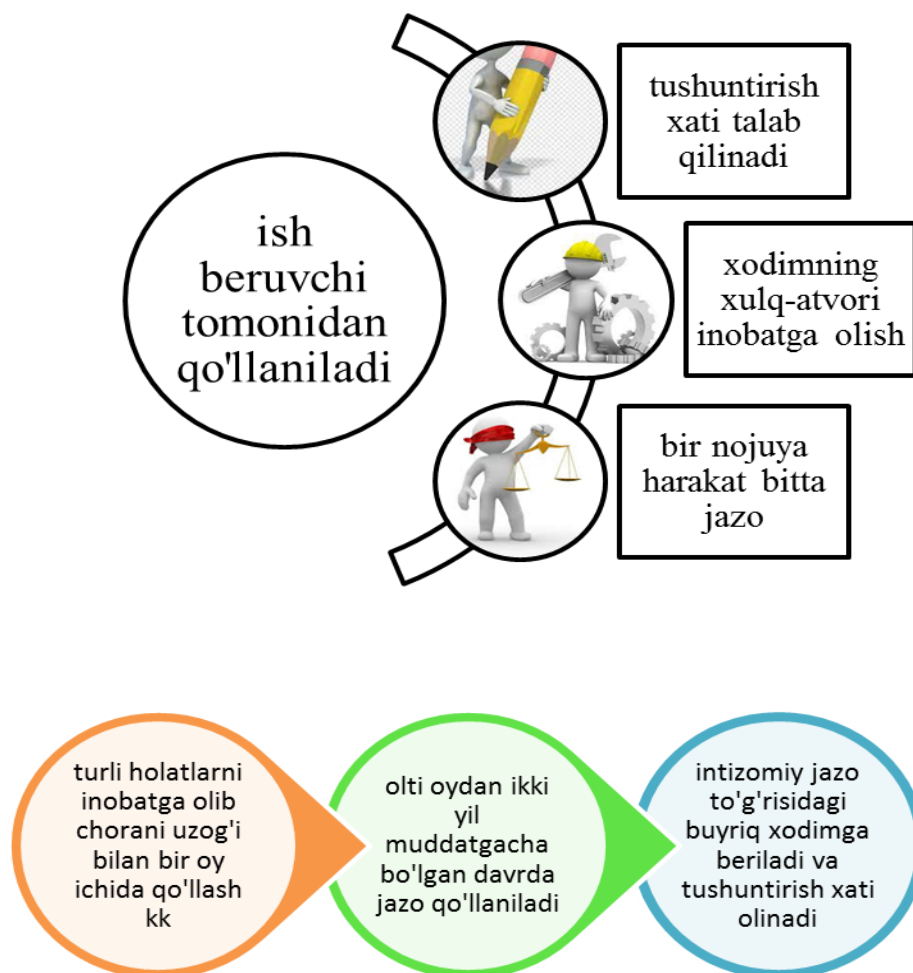 ish
beruvchi
tomonidan
qo'llaniladi
tushuntirish
xati talab
qilinadi
xodimning
xulq-atvori
inobatga olish
bir nojuya
harakat bitta
jazo
turli holatlarni
inobatga olib
chorani uzog'i
bilan bir oy
ichida qo'llash
kk
olti oydan ikki
yil
muddatgacha
bo'lgan davrda
jazo qo'llaniladi
intizomiy jazo
to'g'risidagi
buyriq xodimga
beriladi va
tushuntirish xati
olinadi